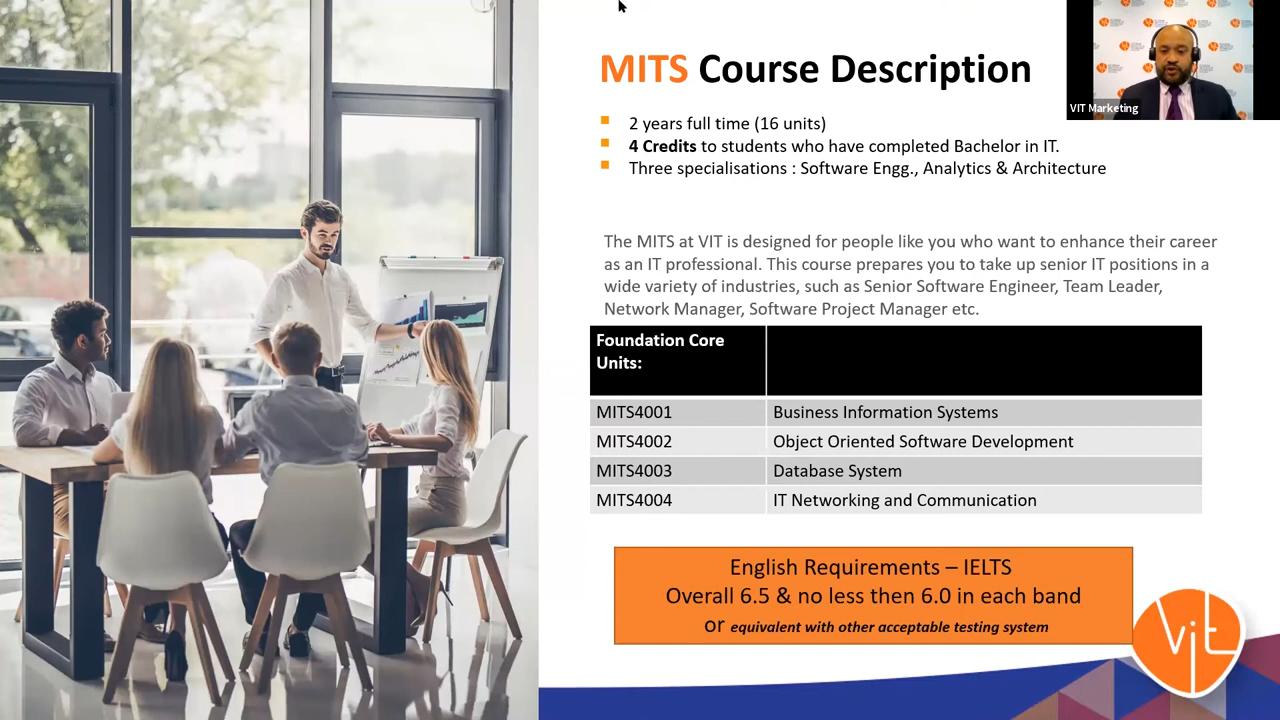 MITS Course Description
VIT Marketing
2 years full time (16 units)
4 Credits to students who have completed Bachelor in IT.
Three specialisations : Software Engg., Analytics & Architecture
The MITS at VIT is designed for people like you who want to enhance their career
as an IT professional. This course prepares you to take up senior IT positions in a
wide variety of industries, such as Senior Software Engineer, Team Leader,
Network Manager, Software Project Manager etc.
Foundation Core
Units:
MITS4001 Business Information Systems
MITS4002 Object Oriented Software Development
MITS4003 Database System
MITS4004 IT Networking and Communication
English Requirements – IELTS
Overall 6.5 & no less then 6.0 in each band
or equivalent with other acceptable testing system
vit